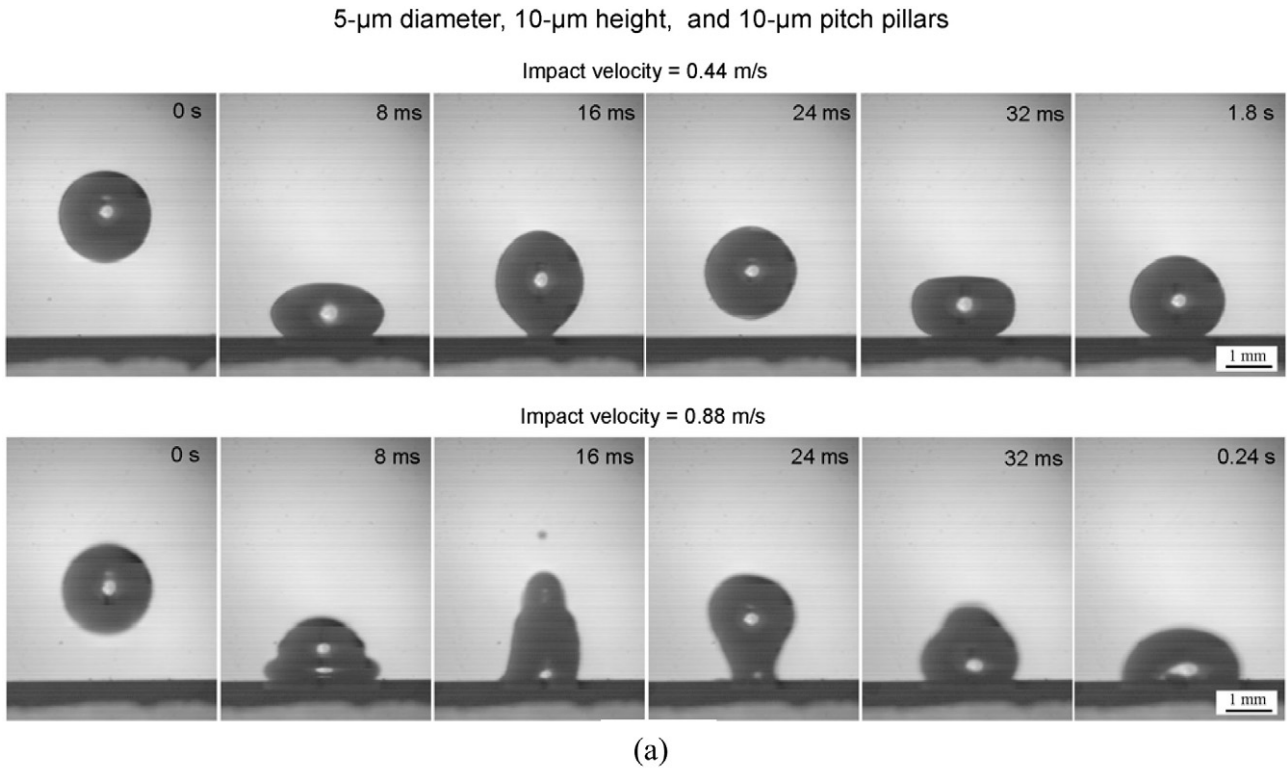 5-µm diameter, 10-µm height, and 10-µm pitch pillars
Impact velocity = 0.44 m/s
0 s 8 ms 16 ms 24 ms 32 ms 1.8 s
1 mm
Impact velocity = 0.88 m/s
0 s 8 ms 16 ms 24 ms 32 ms 0.24 s
1 mm
(a)